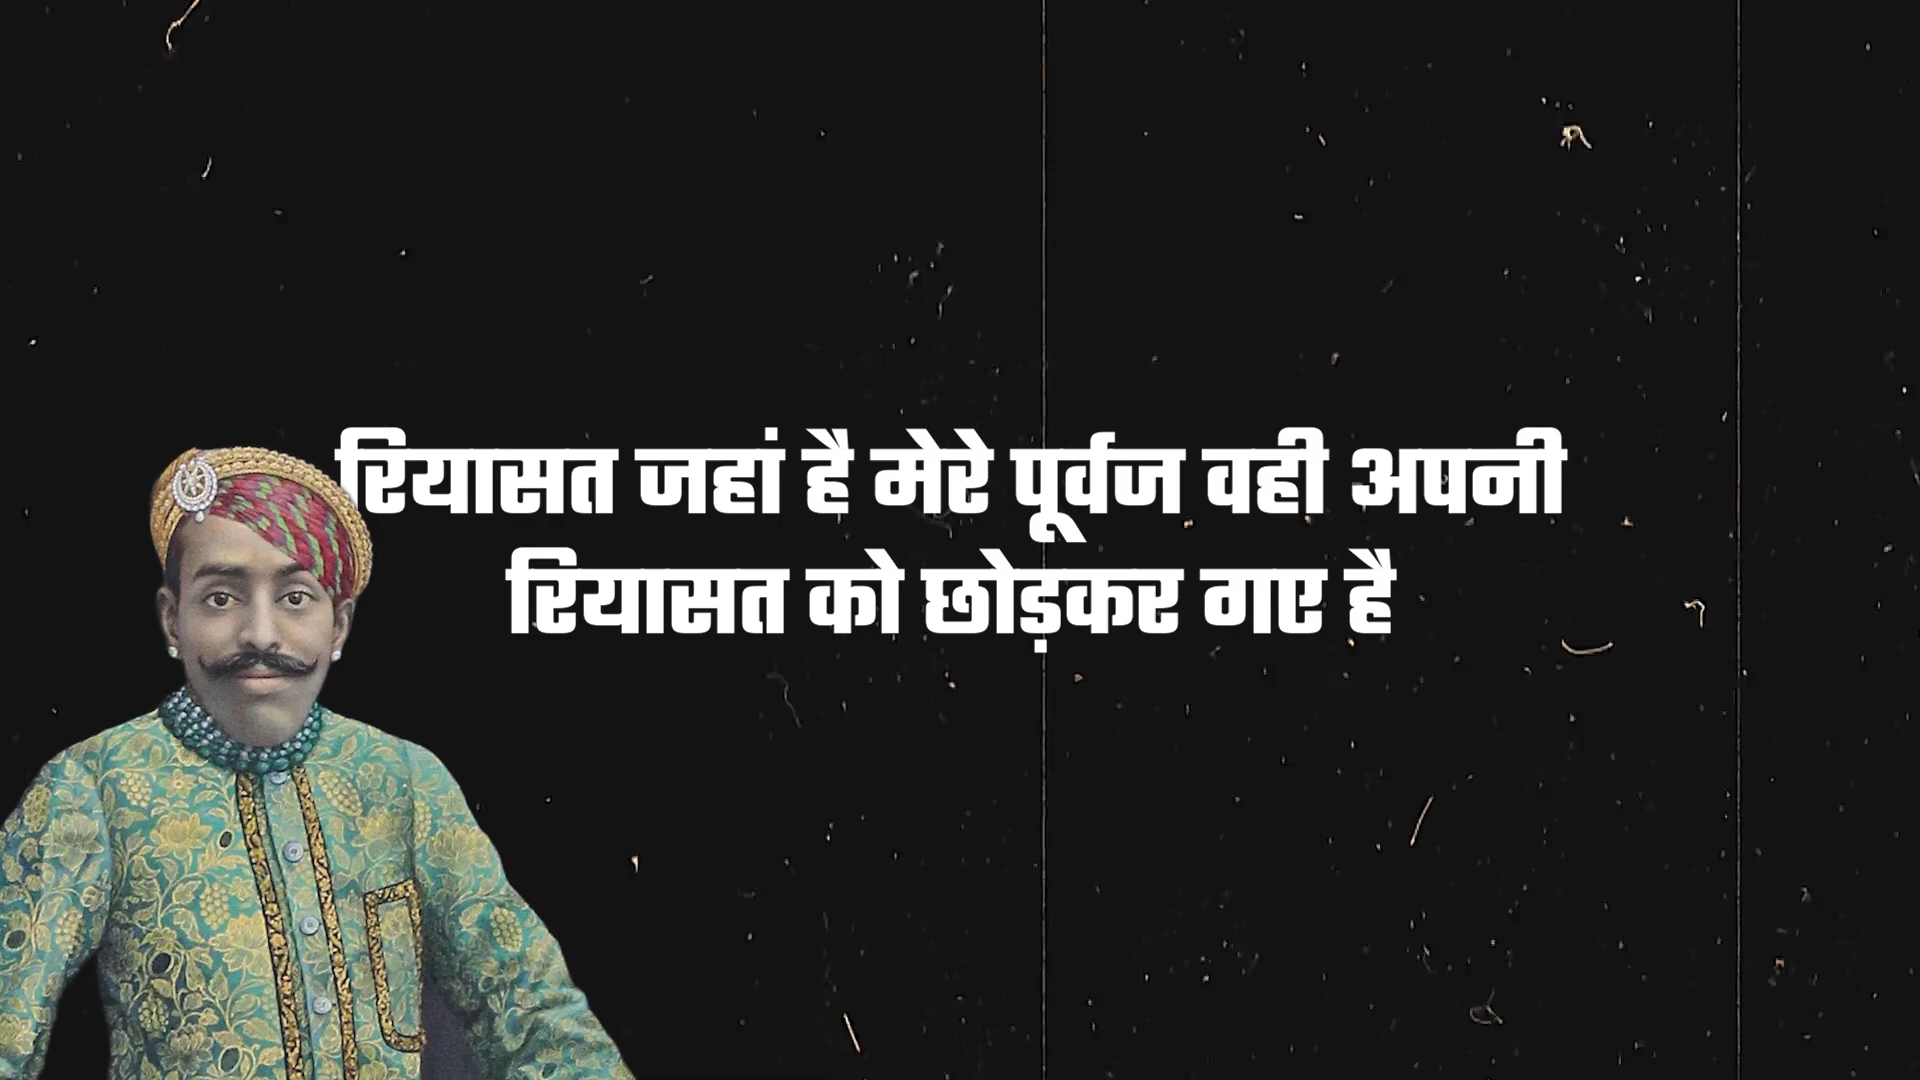 रियासत जहां है मेरे पूर्वज वही अपनी
रियासत को छोड़कर गए है